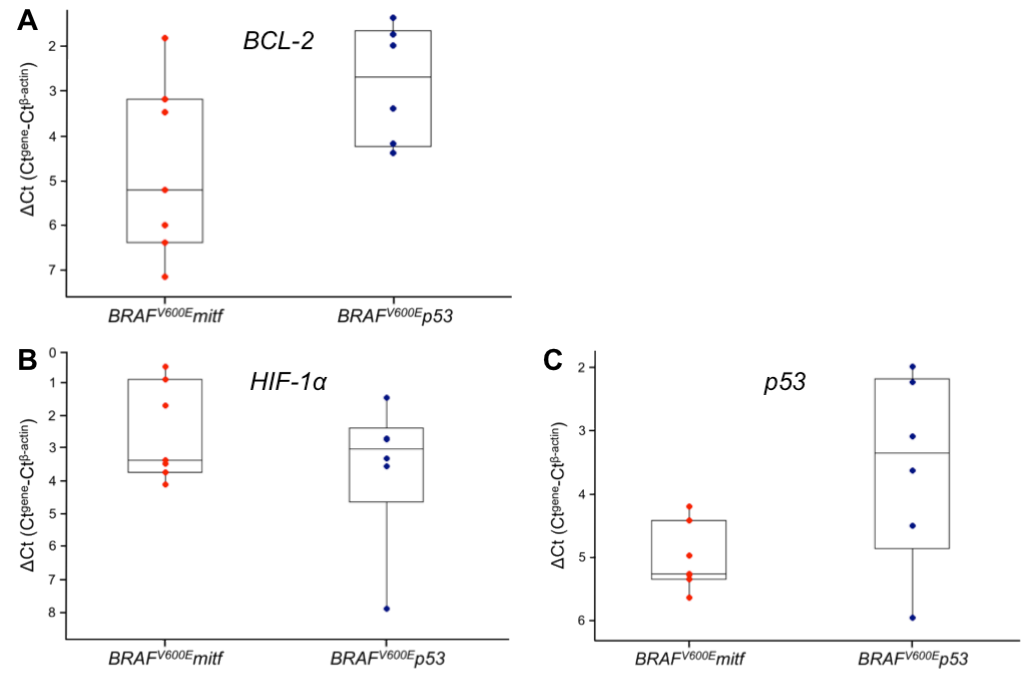 A
BCL-2
2
3
4
5
6
7
ΔCt (Ctgene-Ctβ-actin)
BRAFV600Emitf
BRAFV600Ep53
B
HIF-1α
0
1
2
3
4
5
6
7
8
ΔCt (Ctgene-Ctβ-actin)
BRAFV600Emitf
BRAFV600Ep53
C
p53
2
3
4
5
6
ΔCt (Ctgene-Ctβ-actin)
BRAFV600Emitf
BRAFV600Ep53